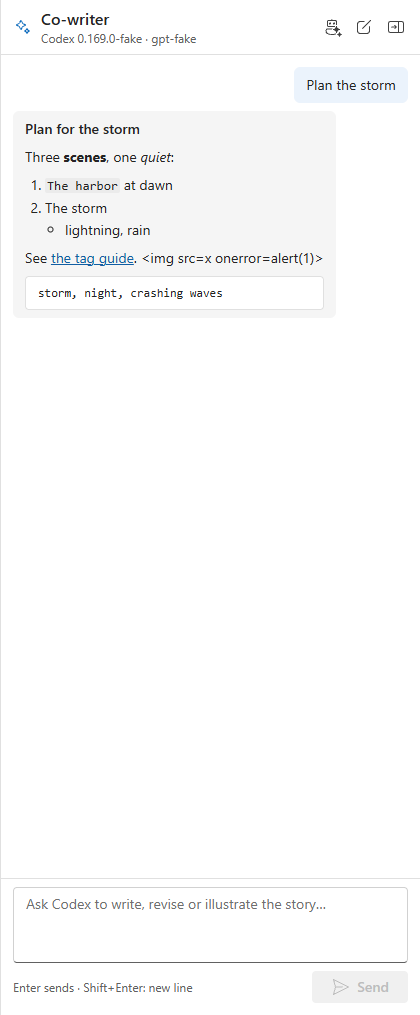 Co-writer
Codex 0.169.0-fake · gpt-fake
Plan the storm
Plan for the storm
Three scenes, one quiet:
1. The harbor at dawn
2. The storm
lightning, rain
See the tag guide. <img src=x onerror=alert(1)>
storm, night, crashing waves
Ask Codex to write, revise or illustrate the story...
Enter sends · Shift+Enter: new line
Send